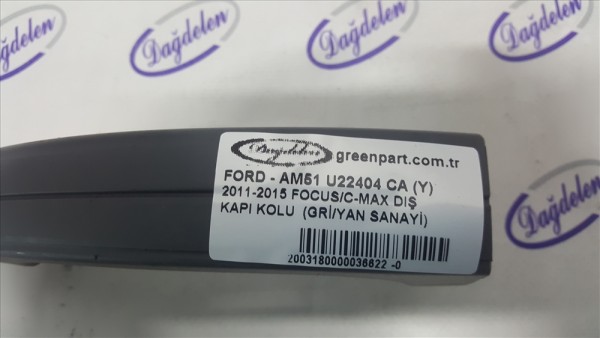 Dağdelen
Dağdelen
Dağdelen
Dağdelen
Dağdelen greenpart.com.tr
FORD - AM51 U22404 CA (Y)
2011-2015 FOCUS/C-MAX DIŞ
KAPI KOLU (GRİ/YAN SANAYİ)
2003180000036622 -0
Dağdelen